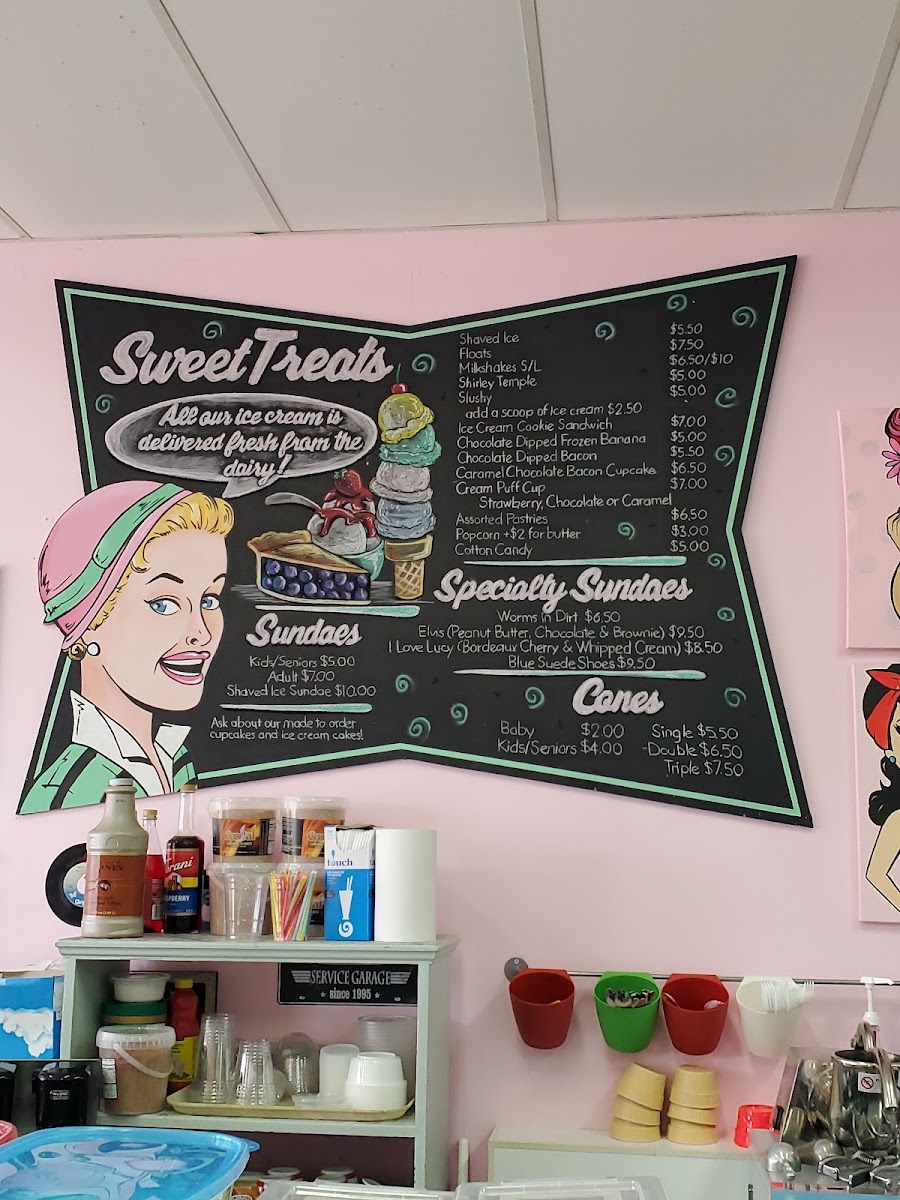 Sweet Treats
All our ice cream is
delivered fresh from the
dairy!
Shaved Ice $5.50
Floats $7.50
Milkshakes S/L $6.50/$10
Shirley Temple $5.00
Slushy $5.00
add a scoop of Ice cream $2.50
Ice Cream Cookie Sandwich $7.00
Chocolate Dipped Frozen Banana $5.00
Chocolate Dipped Bacon $5.50
Caramel Chocolate Bacon Cupcake $6.50
Cream Puff Cup $7.00
Strawberry, Chocolate or Caramel
Assorted Pastries $6.50
Popcorn +$2 for butter $3.00
Cotton Candy $5.00
Sundaes
Kids/Seniors $5.00
Adult $7.00
Shaved Ice Sundae $10.00
Ask about our made to order
cupcakes and ice cream cakes!
Specialty Sundaes
Worms in Dirt $6.50
Elvis (Peanut Butter, Chocolate & Brownie) $9.50
I Love Lucy (Bordeaux Cherry & Whipped Cream) $8.50
Blue Suede Shoes $9.50
Cones
Baby $2.00 Single $5.50
Kids/Seniors $4.00 -Double $6.50
Triple $7.50
touch
SERVICE GARAGE
since 1995